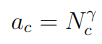 a_c = N_c^γ